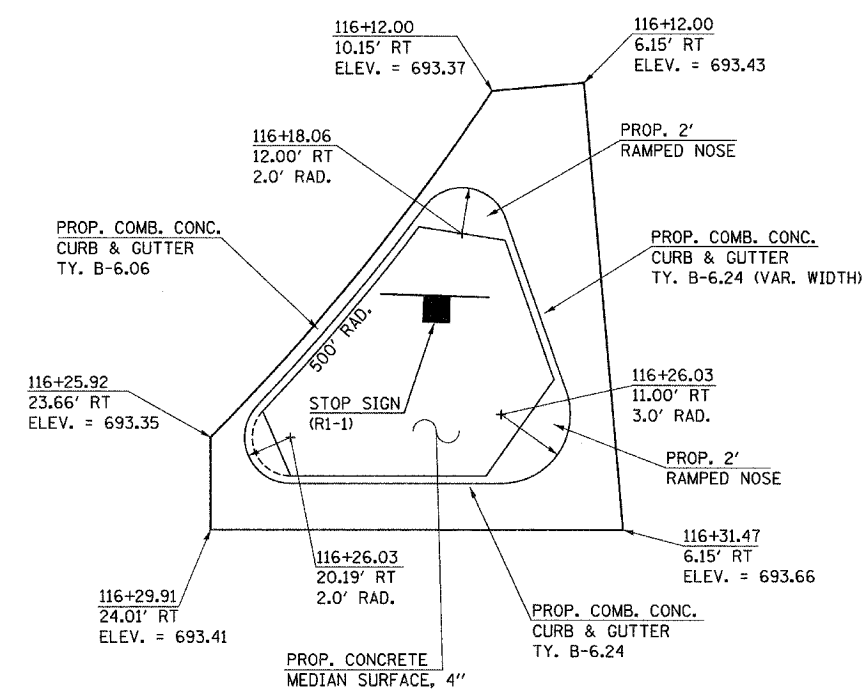 116+12.00
10.15' RT
ELEV. = 693.37
116+12.00
6.15' RT
ELEV. = 693.43
116+18.06
12.00' RT
2.0' RAD.
PROP. 2'
RAMPED NOSE
PROP. COMB. CONC.
CURB & GUTTER
TY. B-6.06
PROP. COMB. CONC.
CURB & GUTTER
TY. B-6.24 (VAR. WIDTH)
500' RAD.
116+25.92
23.66' RT
ELEV. = 693.35
STOP SIGN
(R1-1)
116+26.03
11.00' RT
3.0' RAD.
PROP. 2'
RAMPED NOSE
116+26.03
20.19' RT
2.0' RAD.
116+31.47
6.15' RT
ELEV. = 693.66
116+29.91
24.01' RT
ELEV. = 693.41
PROP. COMB. CONC.
CURB & GUTTER
TY. B-6.24
PROP. CONCRETE
MEDIAN SURFACE, 4"